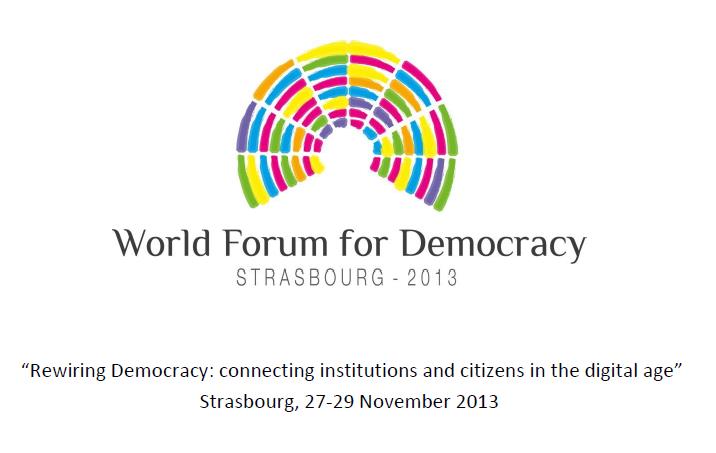 World Forum for Democracy
STRASBOURG - 2013
“Rewiring Democracy: connecting institutions and citizens in the digital age”
Strasbourg, 27-29 November 2013